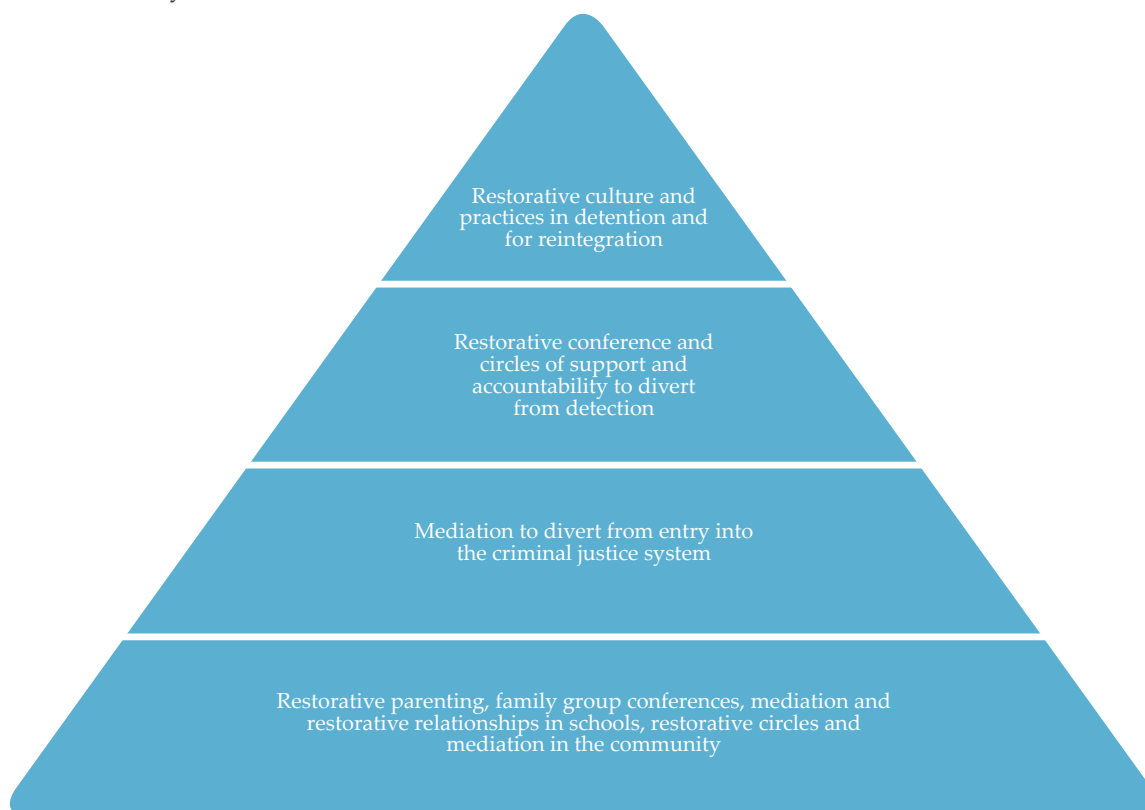 Restorative culture and
practices in detention and
for reintegration
Restorative conference and
circles of support and
accountability to divert
from detection
Mediation to divert from entry into
the criminal justice system
Restorative parenting, family group conferences, mediation and
restorative relationships in schools, restorative circles and
mediation in the community